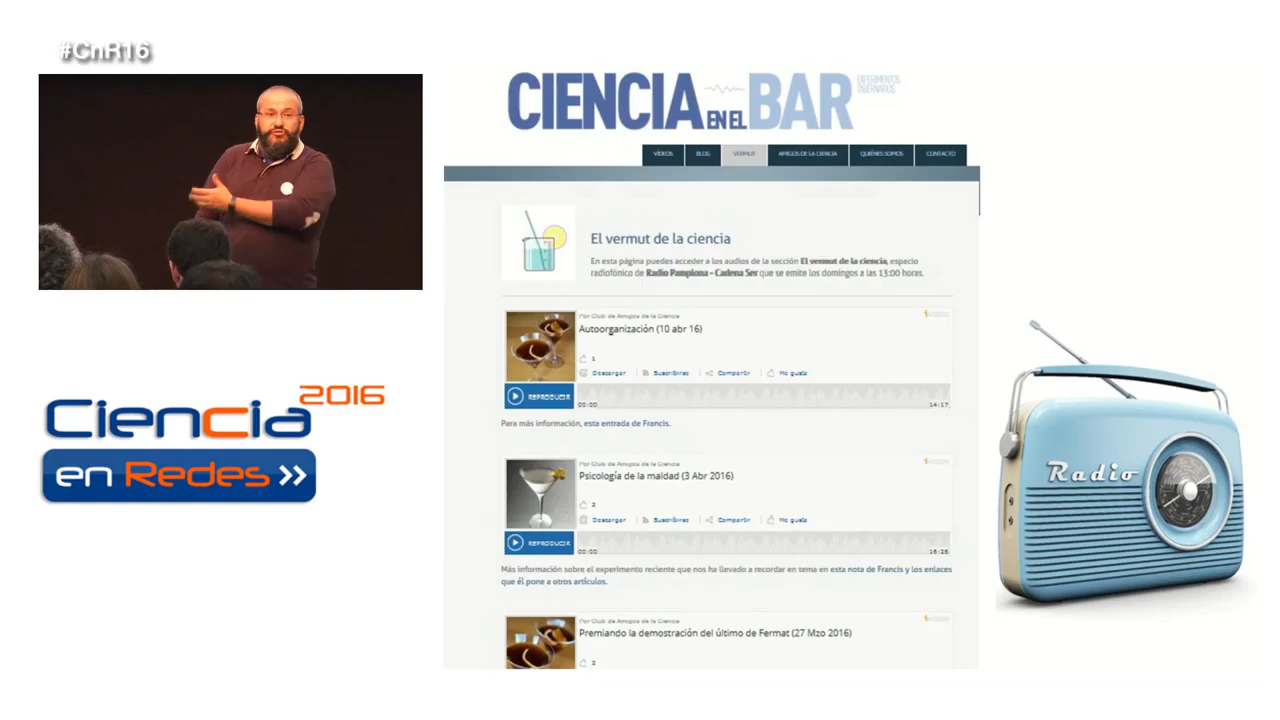 #CnR16
CIENCIA EN EL BAR
EXPERIMENTOS
TABERNARIOS
VÍDEOS
BLOG
VERMUT
AMIGOS DE LA CIENCIA
QUIÉNES SOMOS
CONTACTO
El vermut de la ciencia
En esta página puedes acceder a los audios de la sección El vermut de la ciencia, espacio
radiofónico de Radio Pamplona - Cadena Ser que se emite los domingos a las 13:00 horas.
Por Club de Amigos de la Ciencia
Autoorganización (10 abr 16)
1
Descargar
Suscribirse
Compartir
Me gusta
REPRODUCIR
00:00
14:17
Para más información, esta entrada de Francis.
Por Club de Amigos de la Ciencia
Psicología de la maldad (3 Abr 2016)
2
Descargar
Suscribirse
Compartir
Me gusta
REPRODUCIR
00:00
16:28
Más información sobre el experimento reciente que nos ha llevado a recordar en tema en esta nota de Francis y los enlaces
que él pone a otros artículos.
Por Club de Amigos de la Ciencia
Premiando la demostración del último de Fermat (27 Mzo 2016)
2
Radio
2016
Ciencia
en Redes >>